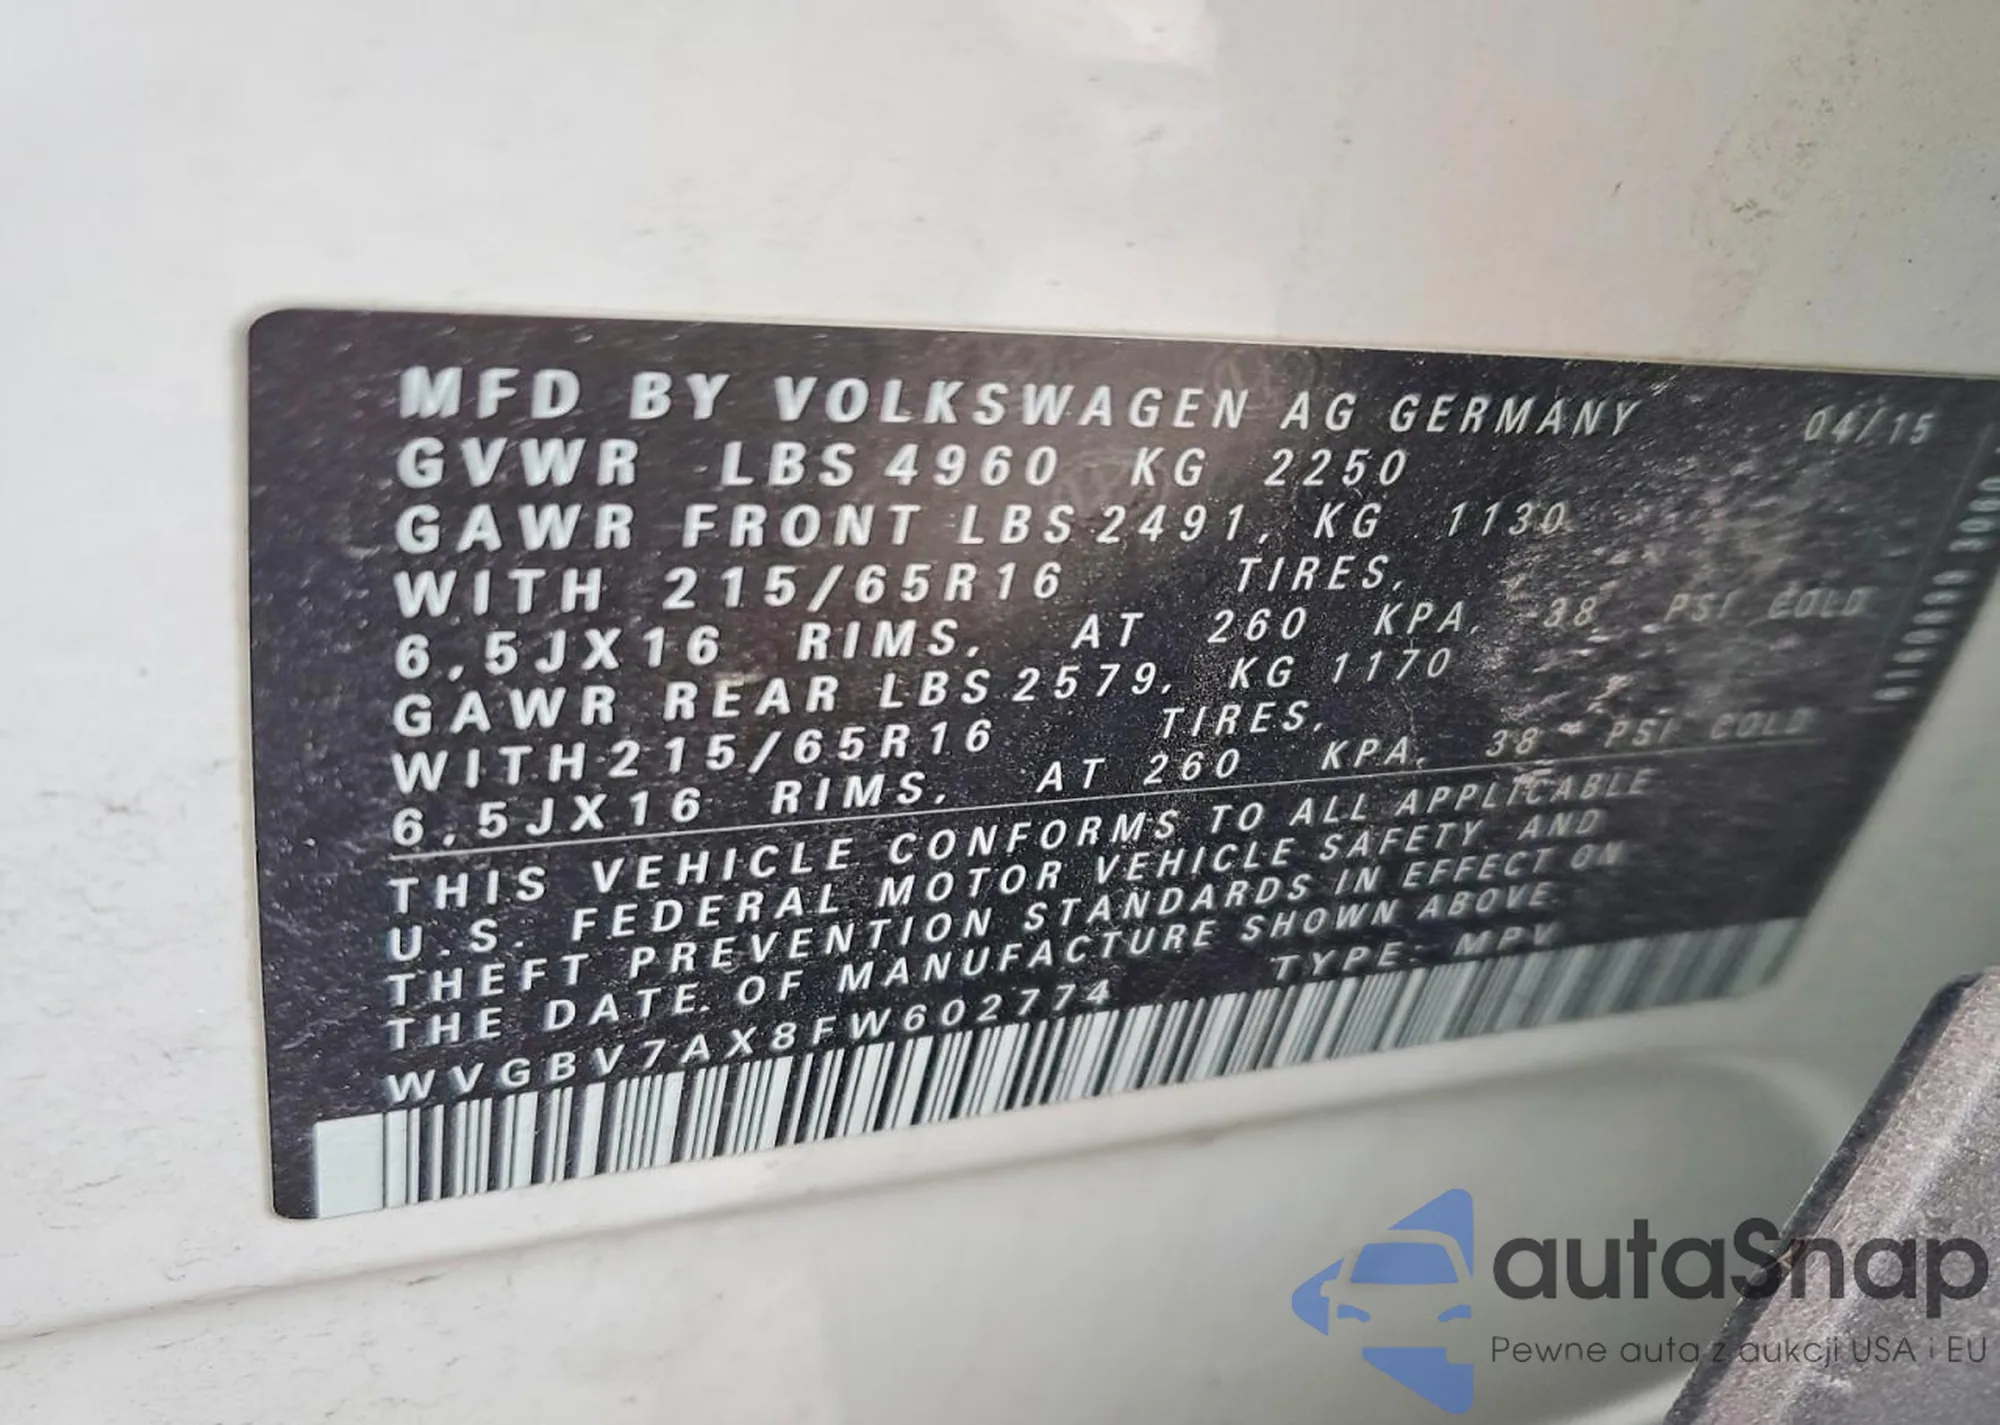 MFD BY VOLKSWAGEN AG GERMANY 04/15
GVWR LBS 4960 KG 2250
GAWR FRONT LBS 2491, KG 1130
WITH 215/65R16 TIRES,
6,5JX16 RIMS, AT 260 KPA, 38 PSI COLD
GAWR REAR LBS 2579, KG 1170
WITH 215/65R16 TIRES,
6,5JX16 RIMS, AT 260 KPA, 38 PSI COLD
THIS VEHICLE CONFORMS TO ALL APPLICABLE
U.S. FEDERAL MOTOR VEHICLE SAFETY AND
THEFT PREVENTION STANDARDS IN EFFECT ON
THE DATE OF MANUFACTURE SHOWN ABOVE.
WVGBV7AX8FW602774 TYPE: MPV
autaSnap
Pewne auta z aukcji USA i EU